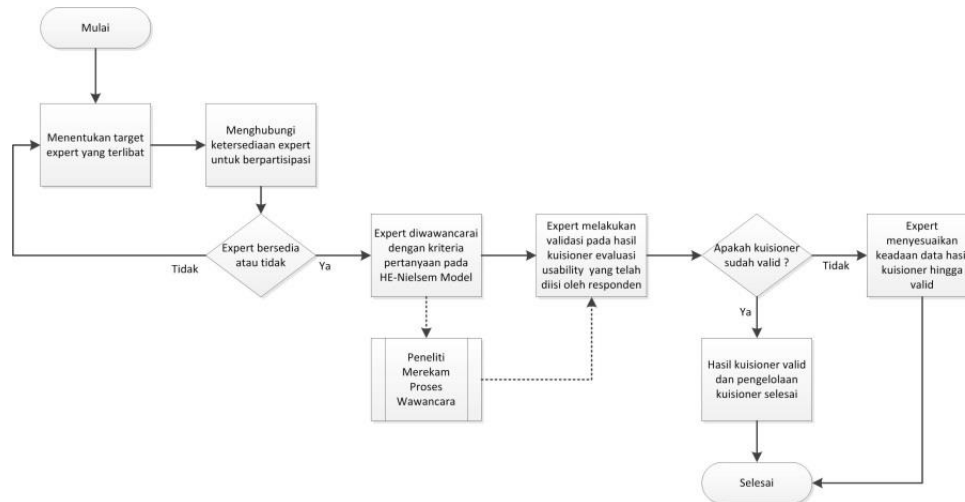 Mulai
Menentukan target
expert yang terlibat
Menghubungi
ketersediaan expert
untuk berpartisipasi
Expert bersedia
atau tidak
Tidak
Ya
Expert diwawancarai
dengan kriteria
pertanyaan pada
HE-Nielsem Model
Peneliti
Merekam
Proses
Wawancara
Expert melakukan
validasi pada hasil
kuisioner evaluasi
usability yang telah
diisi oleh responden
Apakah kuisioner
sudah valid ?
Tidak
Ya
Expert
menyesuaikan
keadaan data hasi
kuisioner hingga
valid
Hasil kuisioner valid
dan pengelolaan
kuisioner selesai
Selesai